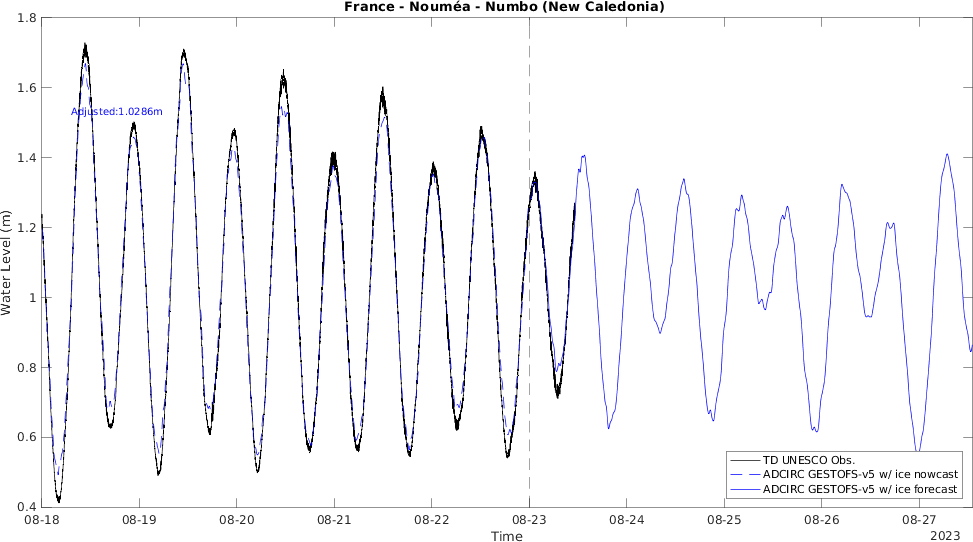 France - Nouméa - Numbo (New Caledonia)
1.8
1.6
1.4
1.2
1
0.8
0.6
0.4
Water Level (m)
Adjusted:1.0286m
TD UNESCO Obs.
ADCIRC GESTOFS-v5 w/ ice nowcast
ADCIRC GESTOFS-v5 w/ ice forecast
08-18 08-19 08-20 08-21 08-22 08-23 08-24 08-25 08-26 08-27
Time
2023